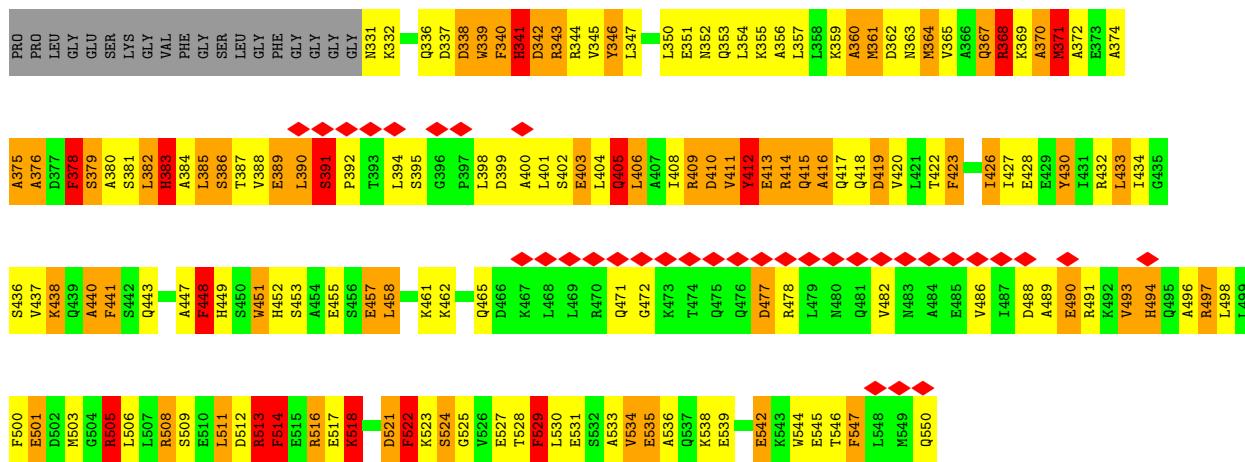 PRO PRO LEU GLY GLU SER LYS GLY VAL PHE GLY SER LEU GLY PHE GLY GLY GLY GLY N331 K332 Q336 D337 D338 W339 F340 H341 D342 R343 R344 V345 Y346 L347 L350 E351 N352 Q353 L354 K355 A356 L357 L358 K359 A360 M361 D362 N363 M364 V365 A366 Q367 R368 K369 A370 M371 A372 E373 A374
A375 A376 D377 F378 S379 A380 S381 L382 H383 A384 L385 S386 T387 V388 E389 L390 S391 P392 T393 L394 S395 G396 P397 L398 D399 A400 L401 S402 E403 L404 Q405 L406 A407 I408 R409 D410 V411 Y412 E413 R414 Q415 A416 Q417 Q418 D419 V420 L421 T422 F423 I426 I427 E428 E429 Y430 I431 R432 L433 I434 G435
S436 V437 K438 Q439 A440 F441 S442 Q443 A447 F448 H449 S450 W451 H452 S453 A454 E455 S456 E457 L458 K461 K462 Q465 D466 K467 L468 L469 R470 Q471 G472 K473 T474 Q475 Q476 D477 R478 L479 N480 Q481 V482 N483 A484 E485 V486 I487 D488 A489 E490 R491 K492 V493 H494 Q495 A496 R497 L498 L499
F500 E501 D502 M503 G504 R505 L506 L507 R508 S509 E510 L511 D512 R513 F514 E515 R516 E517 K518 D521 F522 K523 S524 G525 V526 E527 T528 F529 L530 E531 S532 A533 V534 E535 A536 Q537 K538 E539 E542 K543 W544 E545 T546 F547 L548 M549 Q550